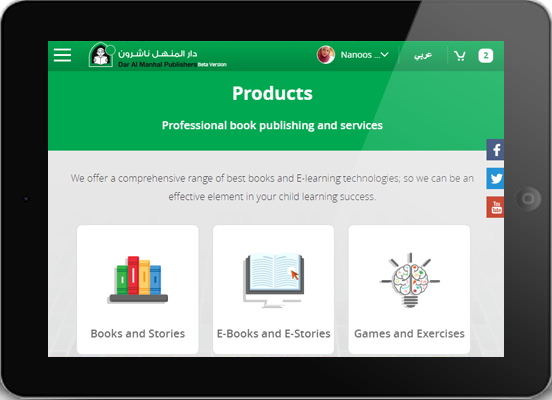 دار المنهل ناشرون
Dar Al Manhal Publishers Beta Version
Nanoos ...
عربي
2
Products
Professional book publishing and services
We offer a comprehensive range of best books and E-learning technologies; so we can be an
effective element in your child learning success.
You
Tube
Books and Stories
E-Books and E-Stories
Games and Exercises